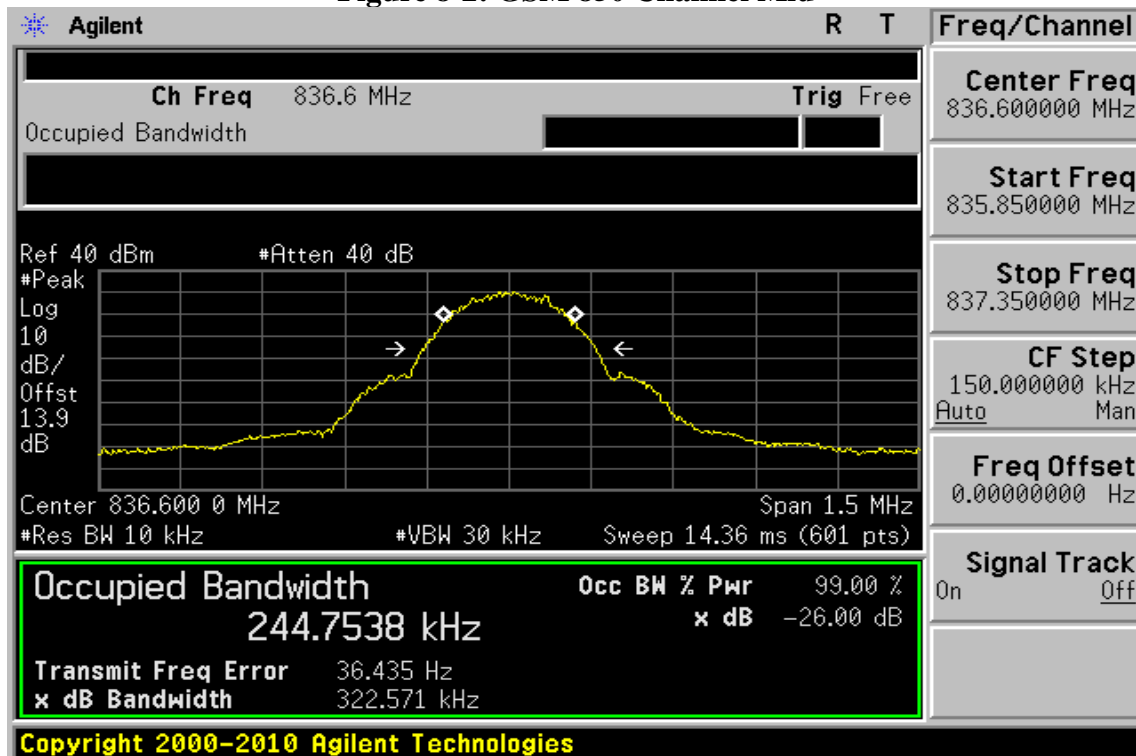 Agilent R T Freq/Channel
Ch Freq 836.6 MHz Trig Free
Occupied Bandwidth
Center Freq
836.600000 MHz
Start Freq
835.850000 MHz
Stop Freq
837.350000 MHz
CF Step
150.000000 kHz
Auto Man
Freq Offset
0.00000000 Hz
Signal Track
On Off
Ref 40 dBm #Atten 40 dB
#Peak
Log
10
dB/
Offst
13.9
dB
Center 836.600 0 MHz Span 1.5 MHz
#Res BW 10 kHz #VBW 30 kHz Sweep 14.36 ms (601 pts)
Occupied Bandwidth Occ BW % Pwr 99.00 %
244.7538 kHz x dB -26.00 dB
Transmit Freq Error 36.435 Hz
x dB Bandwidth 322.571 kHz
Copyright 2000-2010 Agilent Technologies